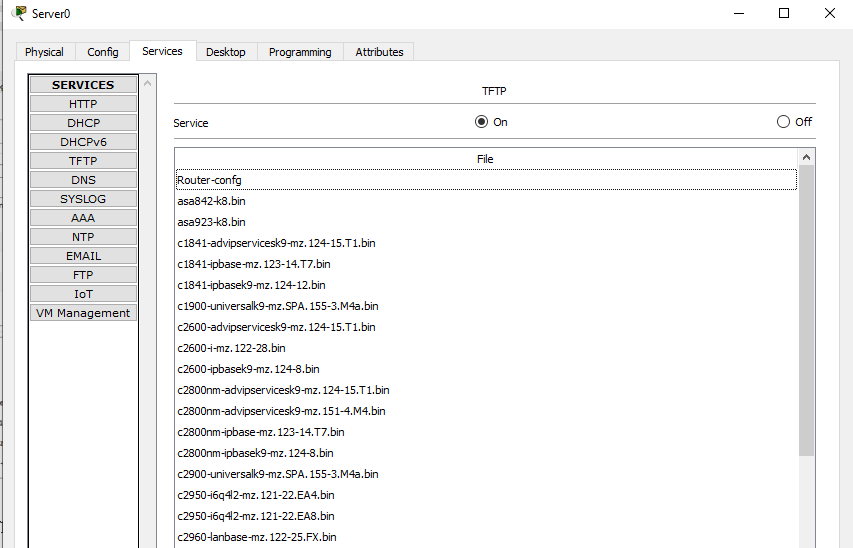 Server0
Physical Config Services Desktop Programming Attributes
SERVICES
HTTP
DHCP
DHCPv6
TFTP
DNS
SYSLOG
AAA
NTP
EMAIL
FTP
IoT
VM Management
TFTP
Service On Off
File
Router-confg
asa842-k8.bin
asa923-k8.bin
c1841-advipservicesk9-mz.124-15.T1.bin
c1841-ipbase-mz.123-14.T7.bin
c1841-ipbasek9-mz.124-12.bin
c1900-universalk9-mz.SPA.155-3.M4a.bin
c2600-advipservicesk9-mz.124-15.T1.bin
c2600-i-mz.122-28.bin
c2600-ipbasek9-mz.124-8.bin
c2800nm-advipservicesk9-mz.124-15.T1.bin
c2800nm-advipservicesk9-mz.151-4.M4.bin
c2800nm-ipbase-mz.123-14.T7.bin
c2800nm-ipbasek9-mz.124-8.bin
c2900-universalk9-mz.SPA.155-3.M4a.bin
c2950-i6q4l2-mz.121-22.EA4.bin
c2950-i6q4l2-mz.121-22.EA8.bin
c2960-lanbase-mz.122-25.FX.bin